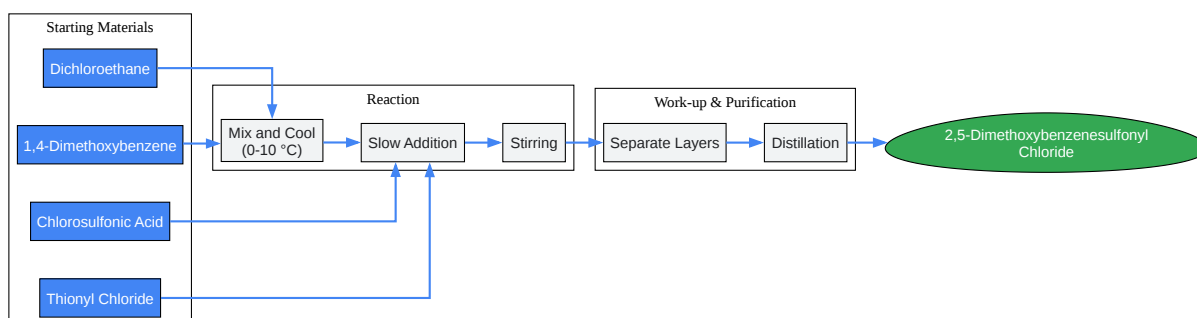 Starting Materials
Dichloroethane
1,4-Dimethoxybenzene
Chlorosulfonic Acid
Thionyl Chloride
Reaction
Mix and Cool
(0-10 °C)
Slow Addition
Stirring
Work-up & Purification
Separate Layers
Distillation
2,5-Dimethoxybenzenesulfonyl
Chloride